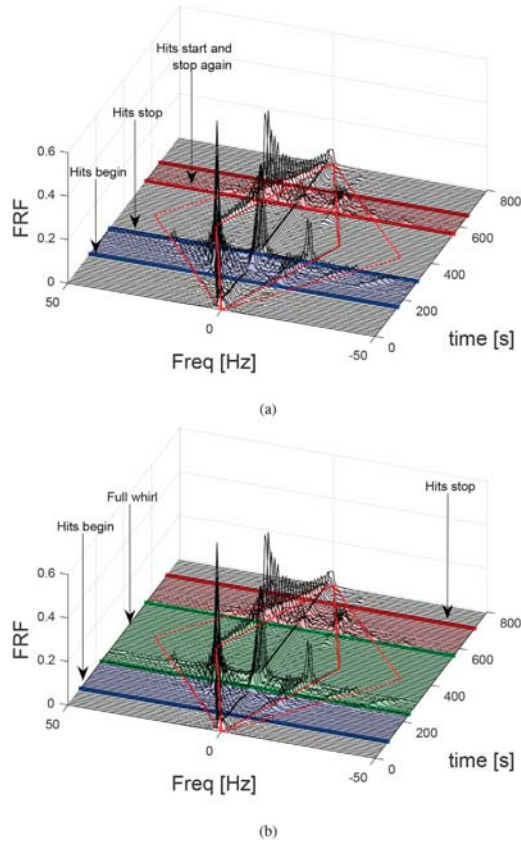 Hits start and
stop again
Hits stop
Hits begin
0.6
0.4
0.2
0
FRF
50
0
-50
Freq [Hz]
0
200
400
600
800
time [s]
(a)
Full whirl
Hits begin
Hits stop
0.6
0.4
0.2
0
FRF
50
0
-50
Freq [Hz]
0
200
400
600
800
time [s]
(b)